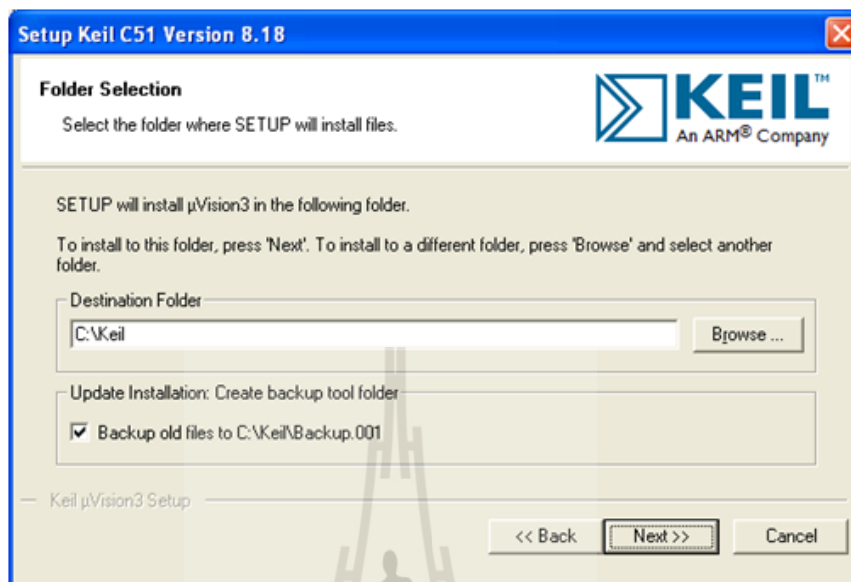 Setup Keil C51 Version 8.18
Folder Selection
Select the folder where SETUP will install files.
KEIL™
An ARM® Company
SETUP will install µVision3 in the following folder.
To install to this folder, press 'Next'. To install to a different folder, press 'Browse' and select another
folder.
Destination Folder
C:\Keil
Browse ...
Update Installation: Create backup tool folder
Backup old files to C:\Keil\Backup.001
Keil µVision3 Setup
<< Back
Next >>
Cancel